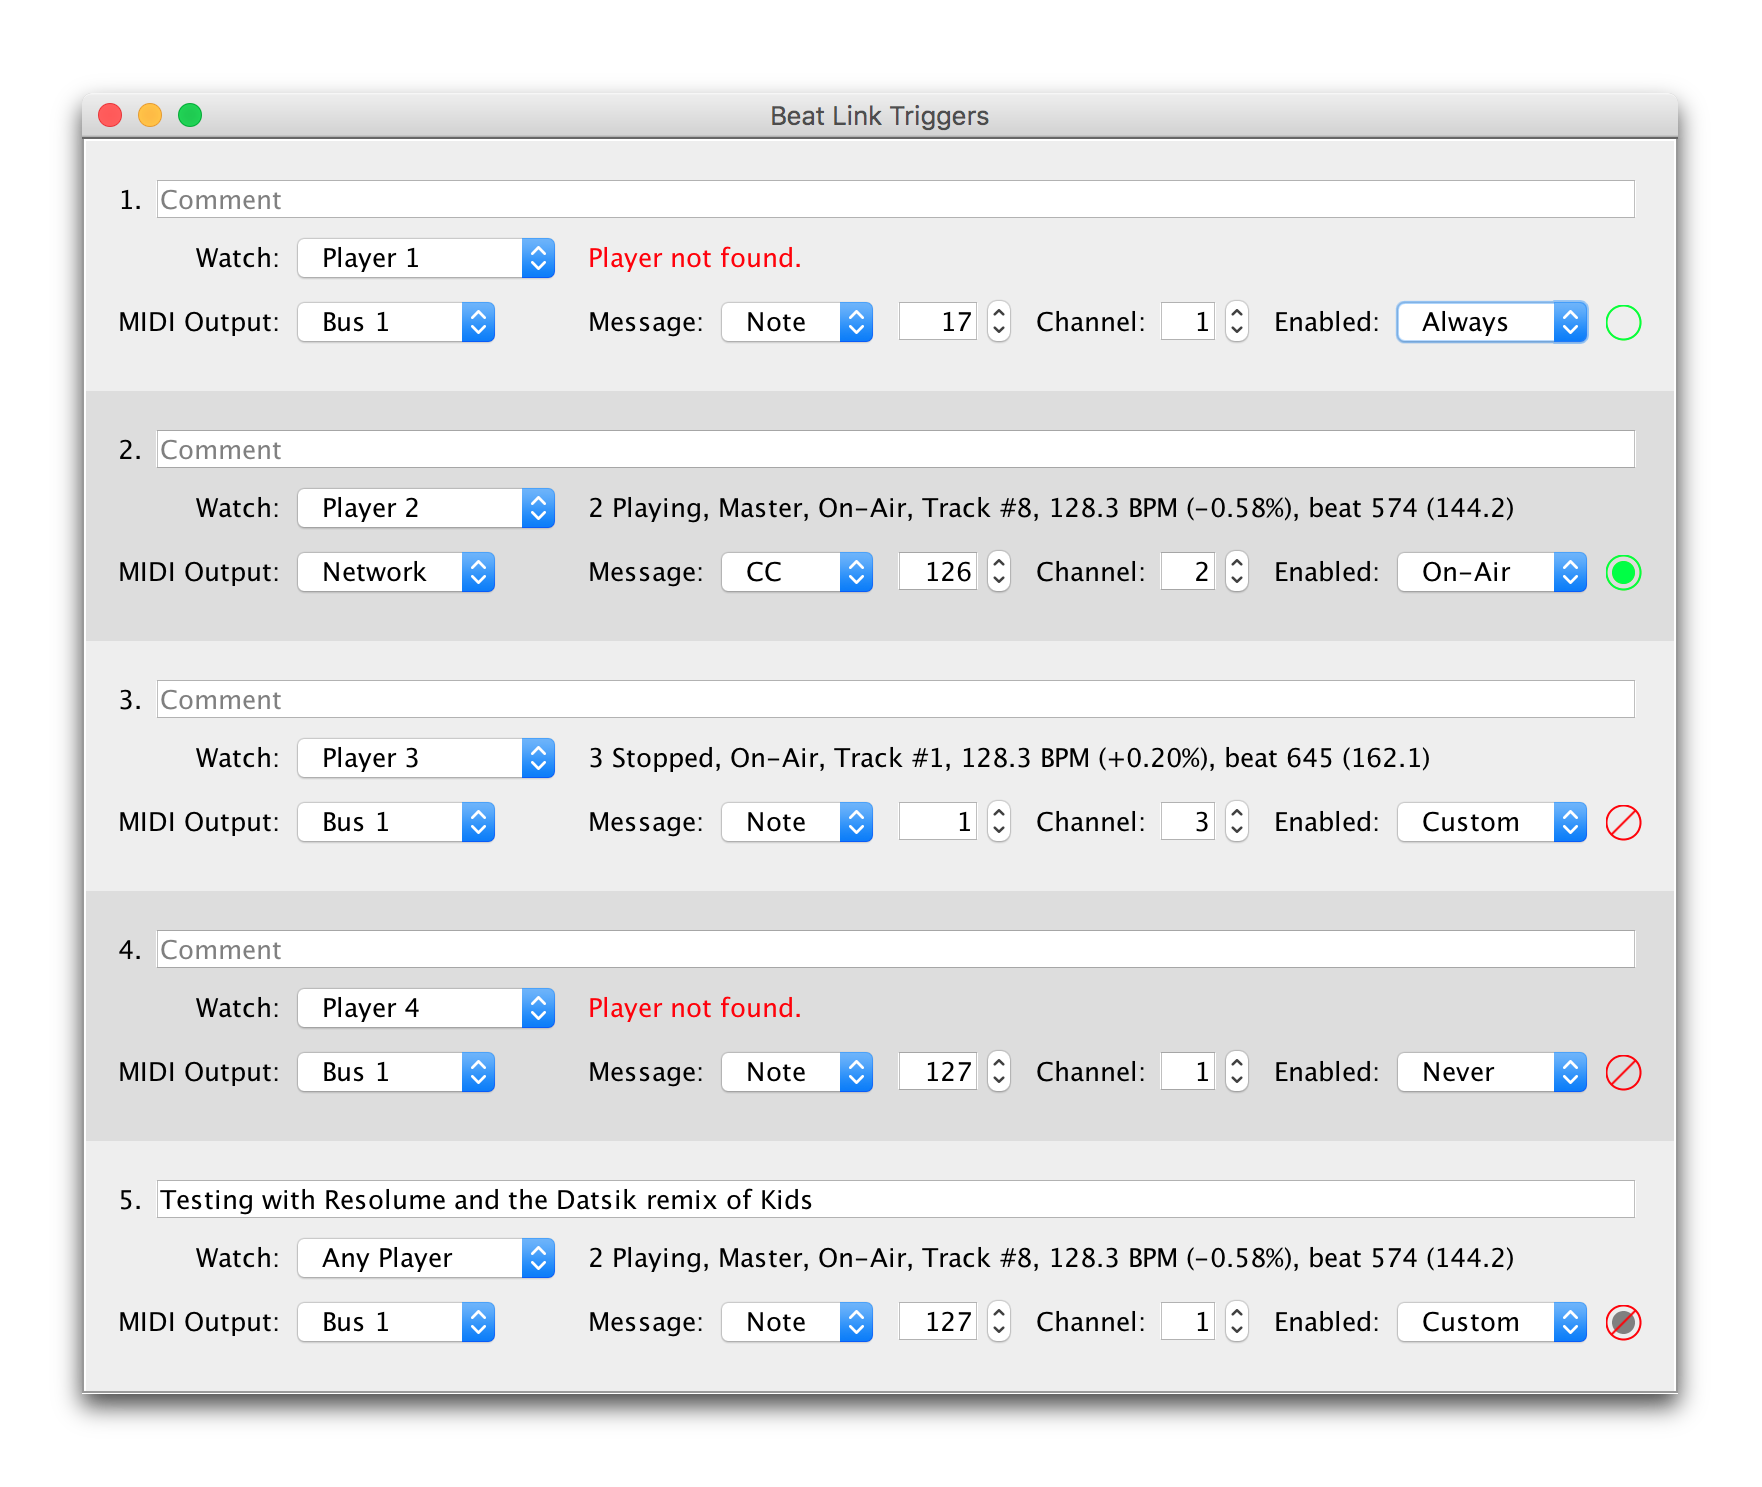 Beat Link Triggers
1. Comment
Watch: Player 1 Player not found.
MIDI Output: Bus 1 Message: Note 17 Channel: 1 Enabled: Always
2. Comment
Watch: Player 2 2 Playing, Master, On-Air, Track #8, 128.3 BPM (-0.58%), beat 574 (144.2)
MIDI Output: Network Message: CC 126 Channel: 2 Enabled: On-Air
3. Comment
Watch: Player 3 3 Stopped, On-Air, Track #1, 128.3 BPM (+0.20%), beat 645 (162.1)
MIDI Output: Bus 1 Message: Note 1 Channel: 3 Enabled: Custom
4. Comment
Watch: Player 4 Player not found.
MIDI Output: Bus 1 Message: Note 127 Channel: 1 Enabled: Never
5. Testing with Resolume and the Datsik remix of Kids
Watch: Any Player 2 Playing, Master, On-Air, Track #8, 128.3 BPM (-0.58%), beat 574 (144.2)
MIDI Output: Bus 1 Message: Note 127 Channel: 1 Enabled: Custom